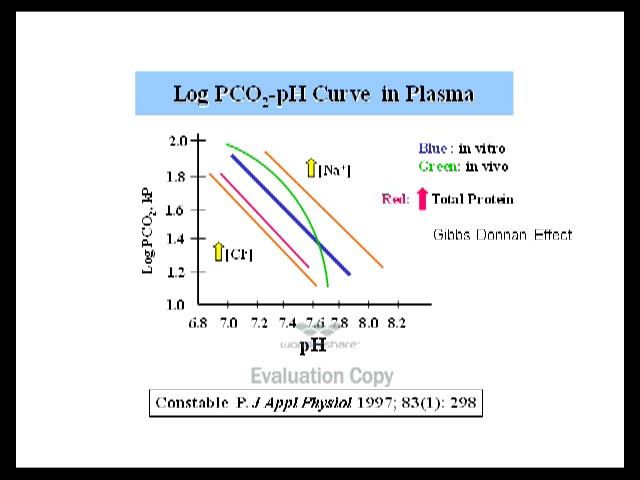 Log PCO2-pH Curve in Plasma
Blue : in vitro
Green: in vivo
Red: Total Protein
Gibbs Donnan Effect
Log PCO2, kP
2.0
1.8
1.6
1.4
1.2
1.0
[Na+]
[Cl-]
6.8 7.0 7.2 7.4 7.6 7.8 8.0 8.2
pH
Evaluation Copy
Constable P. J Appl Physiol 1997; 83(1): 298